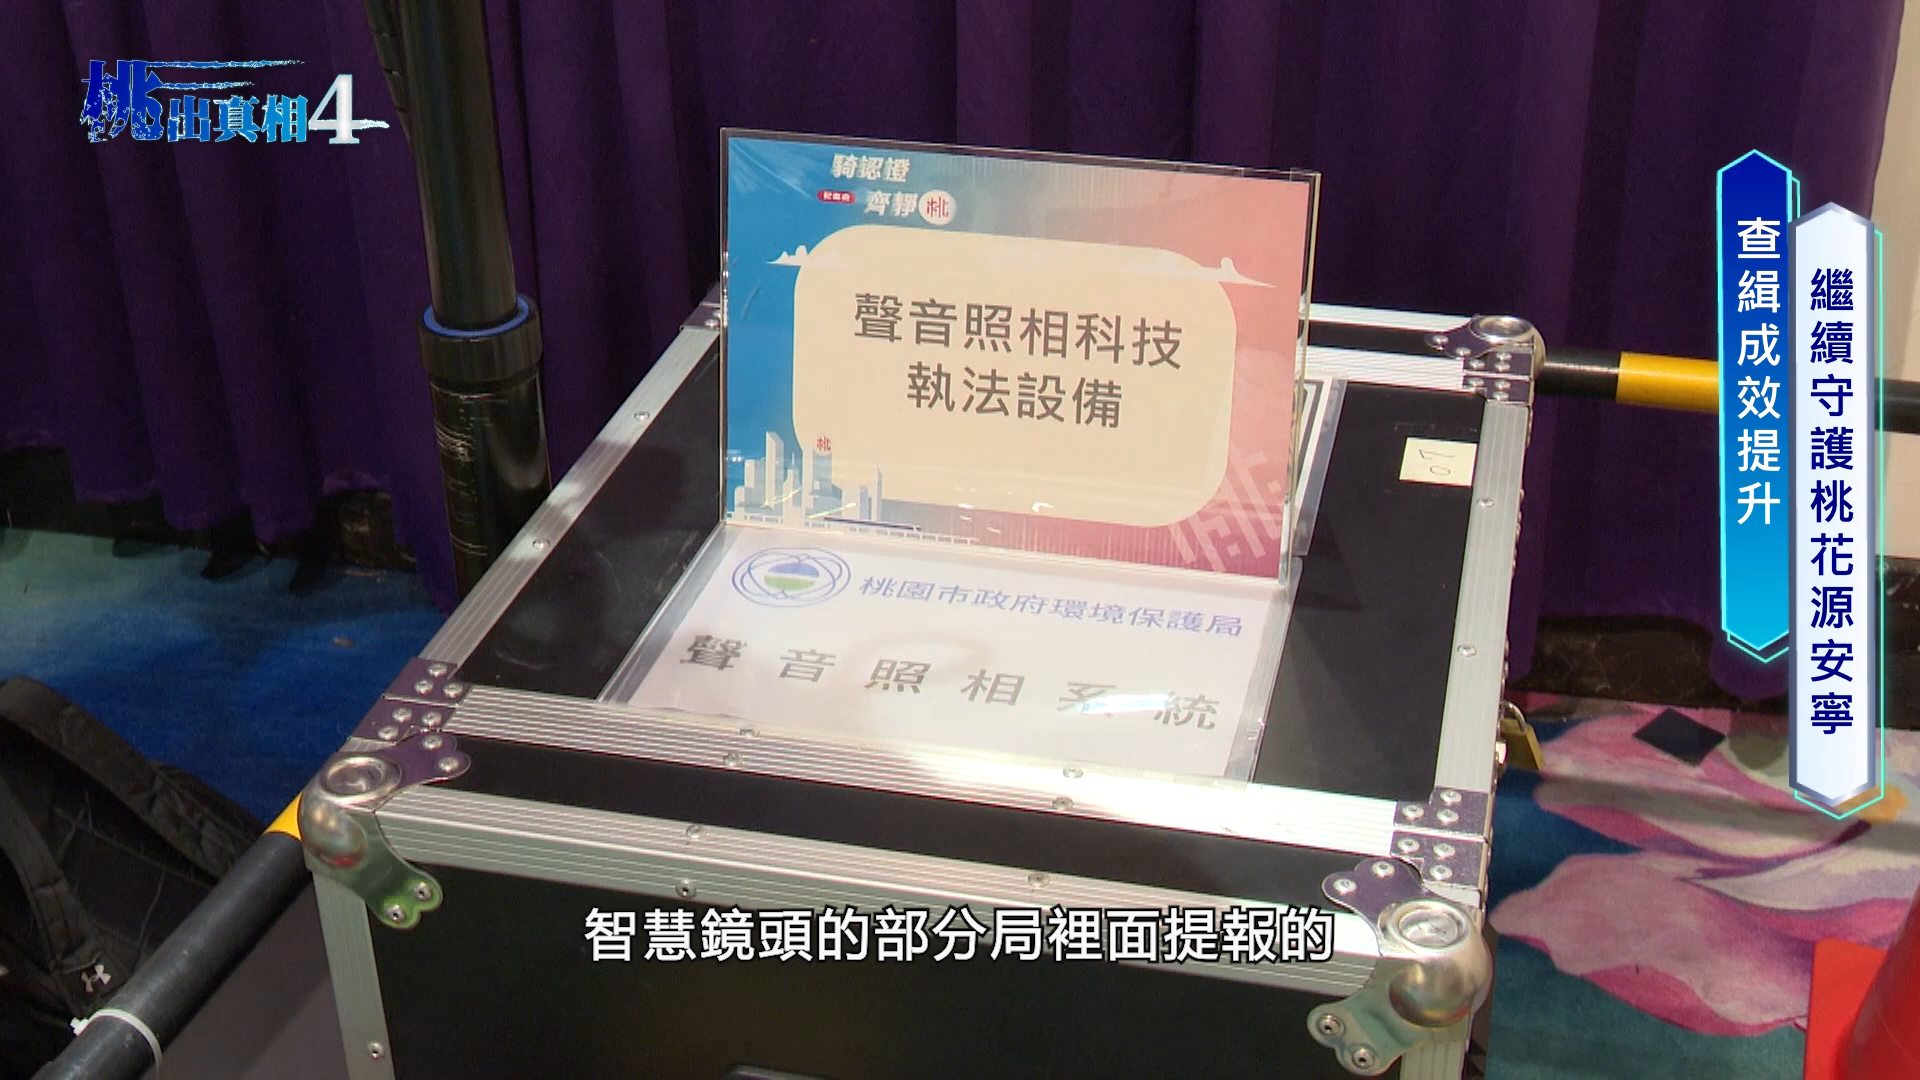 桃出真相4
騎認證
齊靜桃
聲音照相科技
執法設備
桃
桃園市政府環境保護局
聲音照相系統
07
查緝成效提升
繼續守護桃花源安寧
智慧鏡頭的部分局裡面提報的